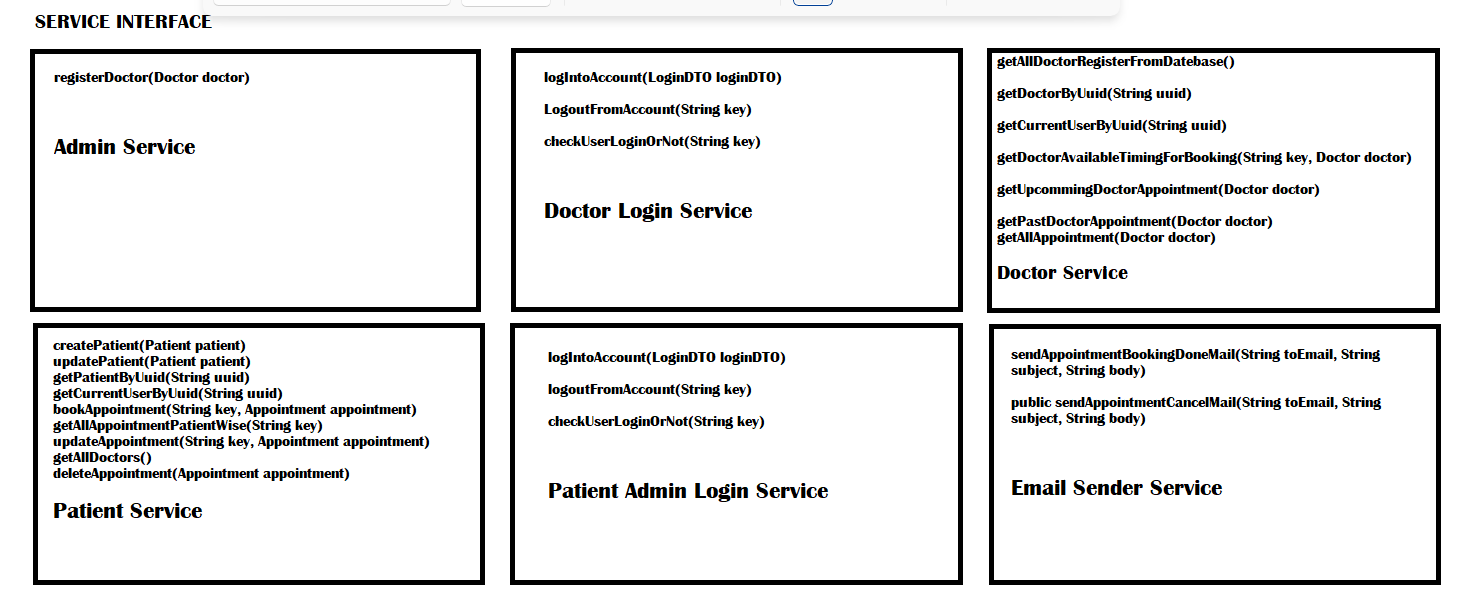 SERVICE INTERFACE
registerDoctor(Doctor doctor)
Admin Service
logIntoAccount(LoginDTO loginDTO)
LogoutFromAccount(String key)
checkUserLoginOrNot(String key)
Doctor Login Service
getAllDoctorRegisterFromDatebase()
getDoctorByUuid(String uuid)
getCurrentUserByUuid(String uuid)
getDoctorAvailableTimingForBooking(String key, Doctor doctor)
getUpcommingDoctorAppointment(Doctor doctor)
getPastDoctorAppointment(Doctor doctor)
getAllAppointment(Doctor doctor)
Doctor Service
createPatient(Patient patient)
updatePatient(Patient patient)
getPatientByUuid(String uuid)
getCurrentUserByUuid(String uuid)
bookAppointment(String key, Appointment appointment)
getAllAppointmentPatientWise(String key)
updateAppointment(String key, Appointment appointment)
getAllDoctors()
deleteAppointment(Appointment appointment)
Patient Service
logIntoAccount(LoginDTO loginDTO)
logoutFromAccount(String key)
checkUserLoginOrNot(String key)
Patient Admin Login Service
sendAppointmentBookingDoneMail(String toEmail, String
subject, String body)
public sendAppointmentCancelMail(String toEmail, String
subject, String body)
Email Sender Service